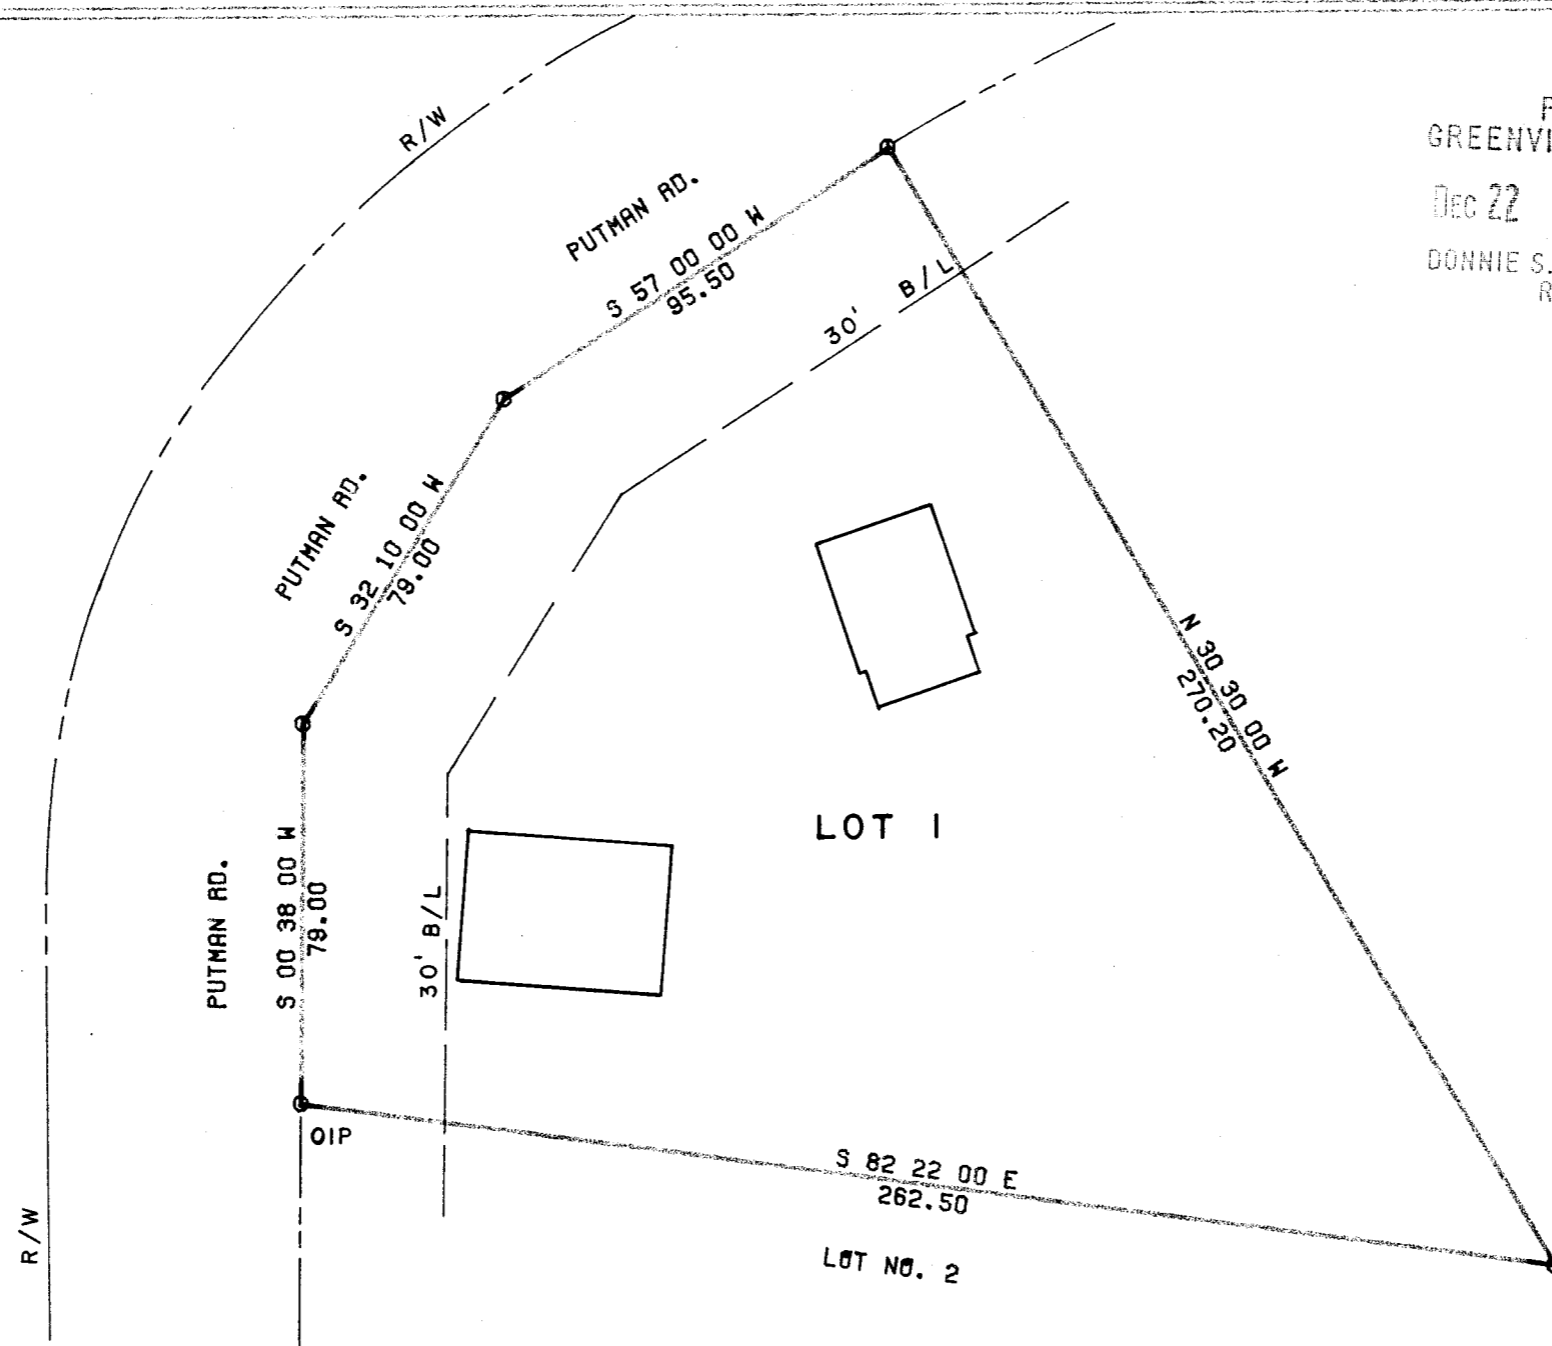 R/W
GREENVI
DEC 22
DONNIE S.
R
PUTMAN RD.
S 57 00 00 W
95.50
30' B/L
PUTMAN RD.
S 32 10 00 W
79.00
N 30 30 00 W
270.20
LOT 1
PUTMAN RD.
S 00 38 00 W
79.00
30' B/L
OIP
S 82 22 00 E
262.50
R/W
LOT NO. 2